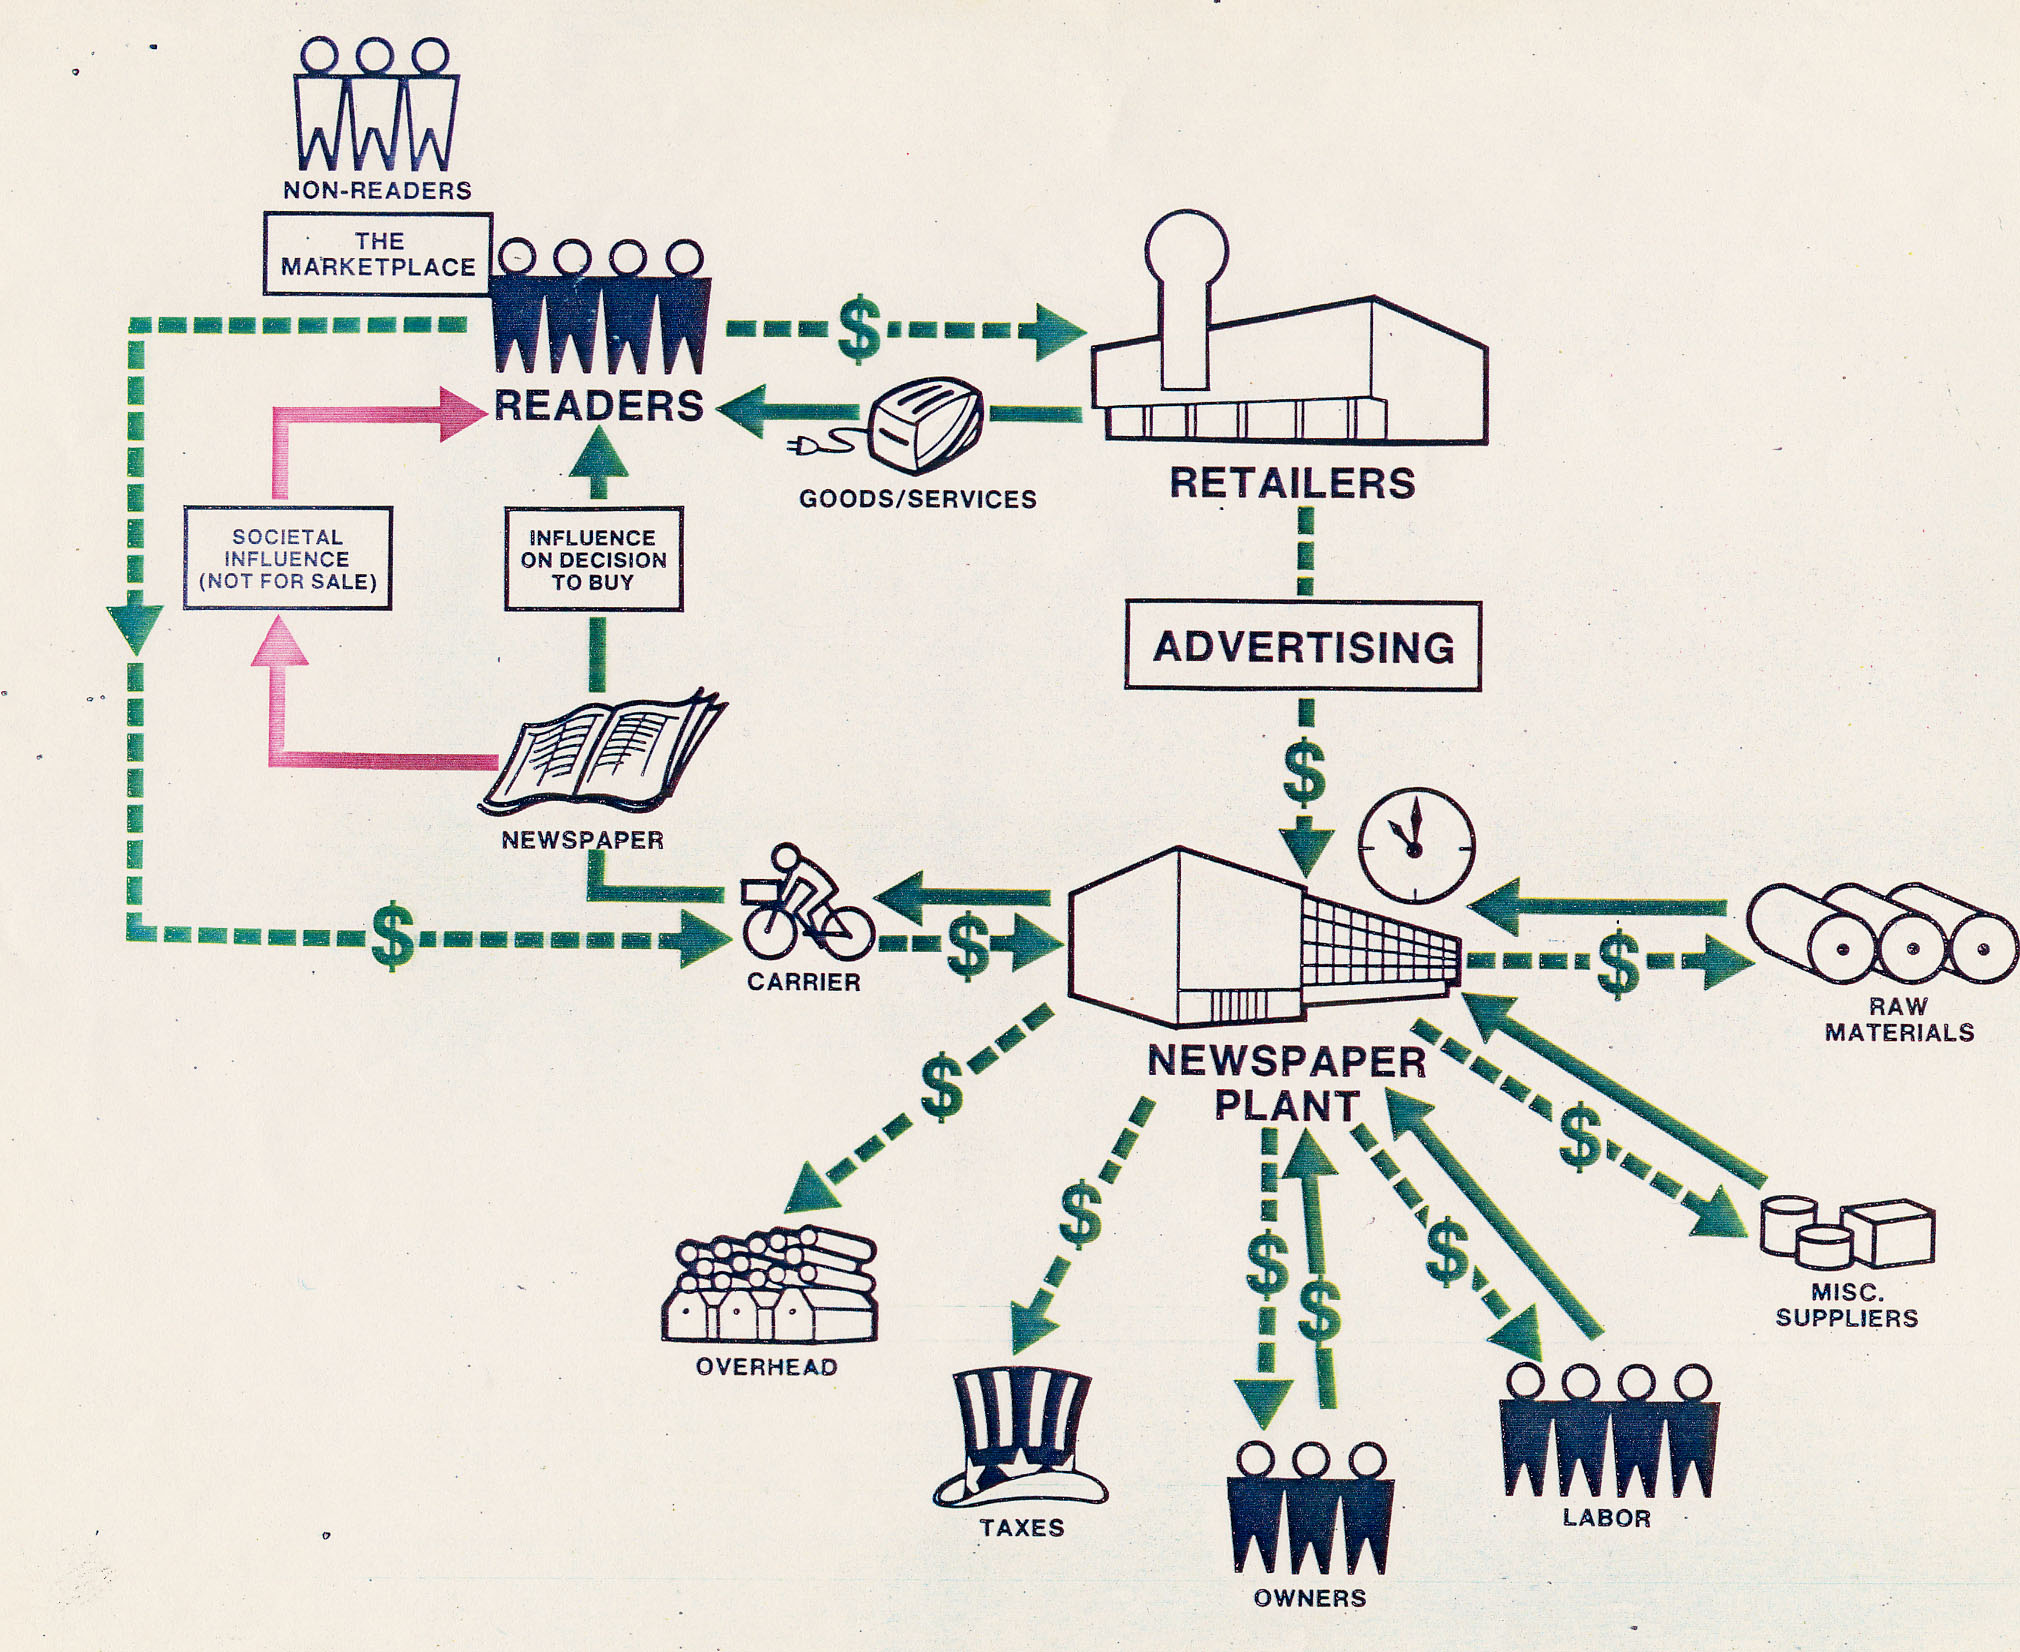 NON-READERS
THE
MARKETPLACE
READERS
$
GOODS/SERVICES
RETAILERS
SOCIETAL
INFLUENCE
(NOT FOR SALE)
INFLUENCE
ON DECISION
TO BUY
ADVERTISING
$
NEWSPAPER
$
CARRIER
$
NEWSPAPER
PLANT
$
RAW
MATERIALS
$
OVERHEAD
$
TAXES
$
$
OWNERS
$
LABOR
$
MISC.
SUPPLIERS